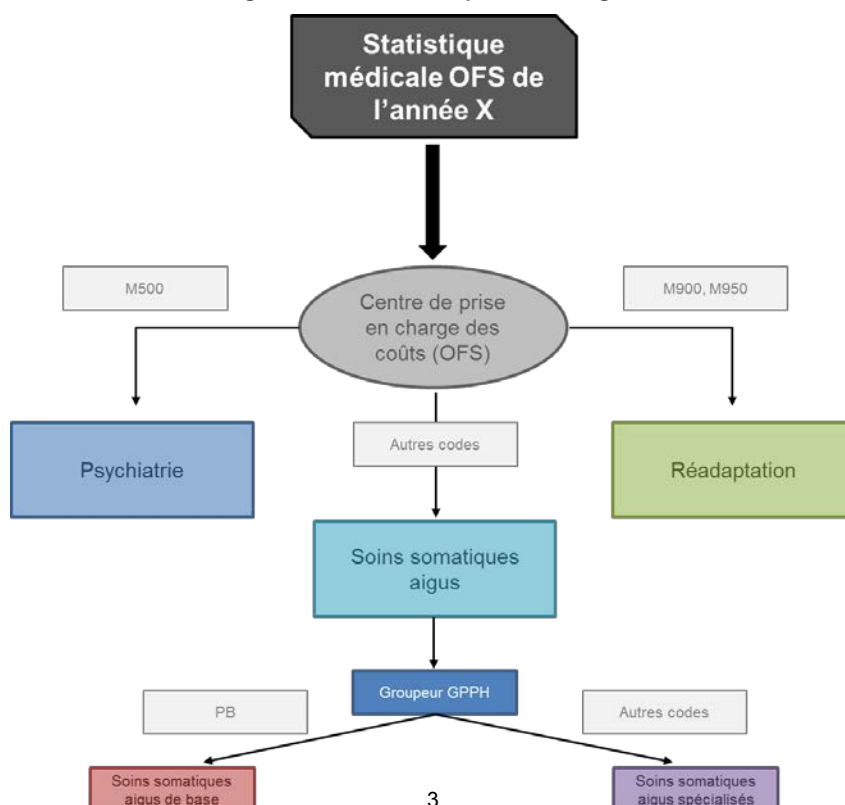 Statistique
médicale OFS de
l'année X
M500
Centre de prise
en charge des
coûts (OFS)
M900, M950
Psychiatrie
Autres codes
Réadaptation
Soins somatiques
aigus
Groupeur GPPH
PB
Autres codes
Soins somatiques
aigus de base
3
Soins somatiques
aigus spécialisés